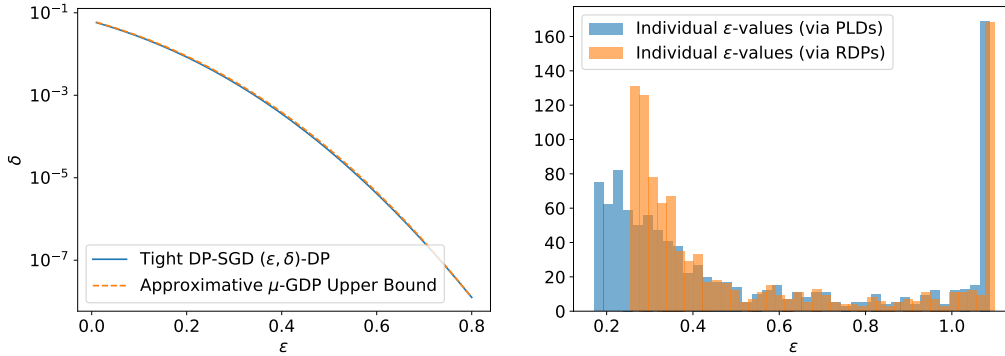 10⁻¹
10⁻³
10⁻⁵
10⁻⁷
δ
Tight DP-SGD (ε, δ)-DP
Approximative μ-GDP Upper Bound
0.0 0.2 0.4 0.6 0.8
ε
160
140
120
100
80
60
40
20
0
Individual ε-values (via PLDs)
Individual ε-values (via RDPs)
0.2 0.4 0.6 0.8 1.0
ε